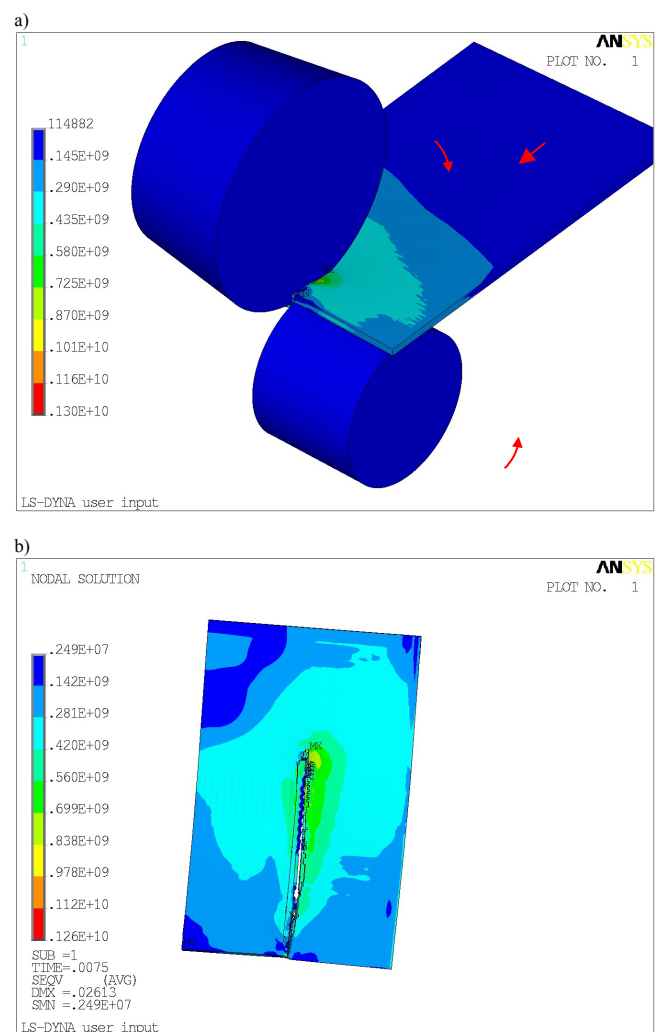 a)
1
ANSYS
PLOT NO. 1
114882
.145E+09
.290E+09
.435E+09
.580E+09
.725E+09
.870E+09
.101E+10
.116E+10
.130E+10
LS-DYNA user input
b)
1
ANSYS
NODAL SOLUTION
PLOT NO. 1
.249E+07
.142E+09
.281E+09
.420E+09
.560E+09
.699E+09
.838E+09
.978E+09
.112E+10
.126E+10
MX
SUB =1
TIME=.0075
SEQV (AVG)
DMX =.02613
SMN =.249E+07
LS-DYNA user input